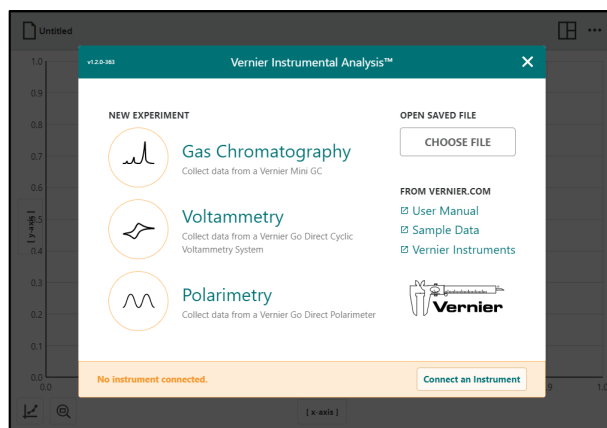 Untitled
v1.2.0-363
Vernier Instrumental Analysis™
NEW EXPERIMENT
Gas Chromatography
Collect data from a Vernier Mini GC
Voltammetry
Collect data from a Vernier Go Direct Cyclic
Voltammetry System
Polarimetry
Collect data from a Vernier Go Direct Polarimeter
OPEN SAVED FILE
CHOOSE FILE
FROM VERNIER.COM
User Manual
Sample Data
Vernier Instruments
Vernier
No instrument connected.
Connect an Instrument
1.0
0.9
0.8
0.7
0.6
0.5
0.4
0.3
0.2
0.1
0.0
[ y-axis ]
0.0
[ x-axis ]
.9
1.0